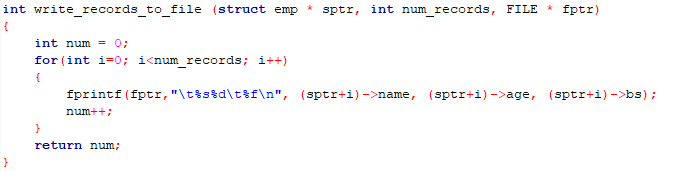 int write_records_to_file (struct emp * sptr, int num_records, FILE * fptr)
{
    int num = 0;
    for(int i=0; i<num_records; i++)
    {
        fprintf(fptr,"\t%s%d\t%f\n", (sptr+i)->name, (sptr+i)->age, (sptr+i)->bs);
        num++;
    }
    return num;
}